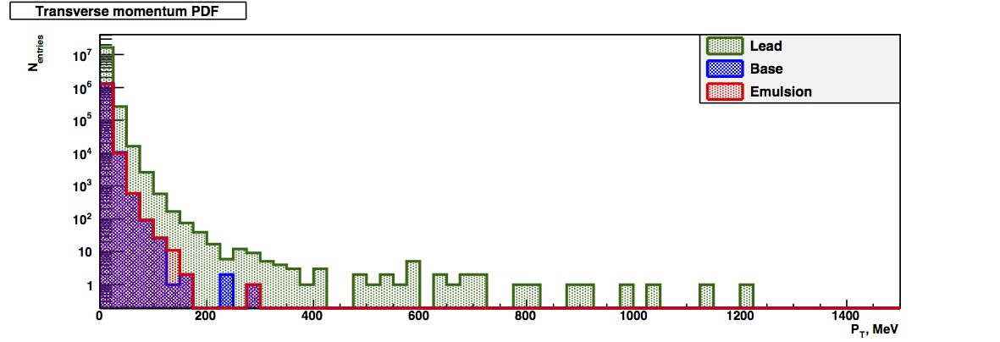 Transverse momentum PDF
N_entries
10^7
10^6
10^5
10^4
10^3
10^2
10
1
Lead
Base
Emulsion
0 200 400 600 800 1000 1200 1400
P_T, MeV